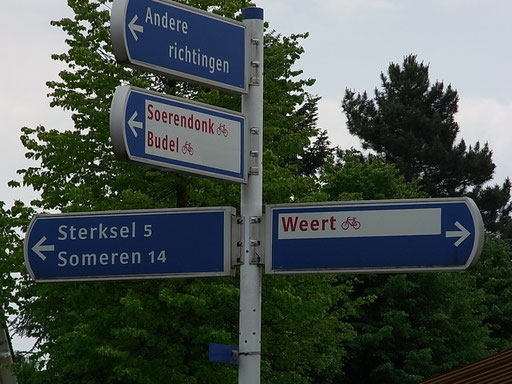 Andere
richtingen
Soerendonk
Budel
Sterksel 5
Someren 14
Weert